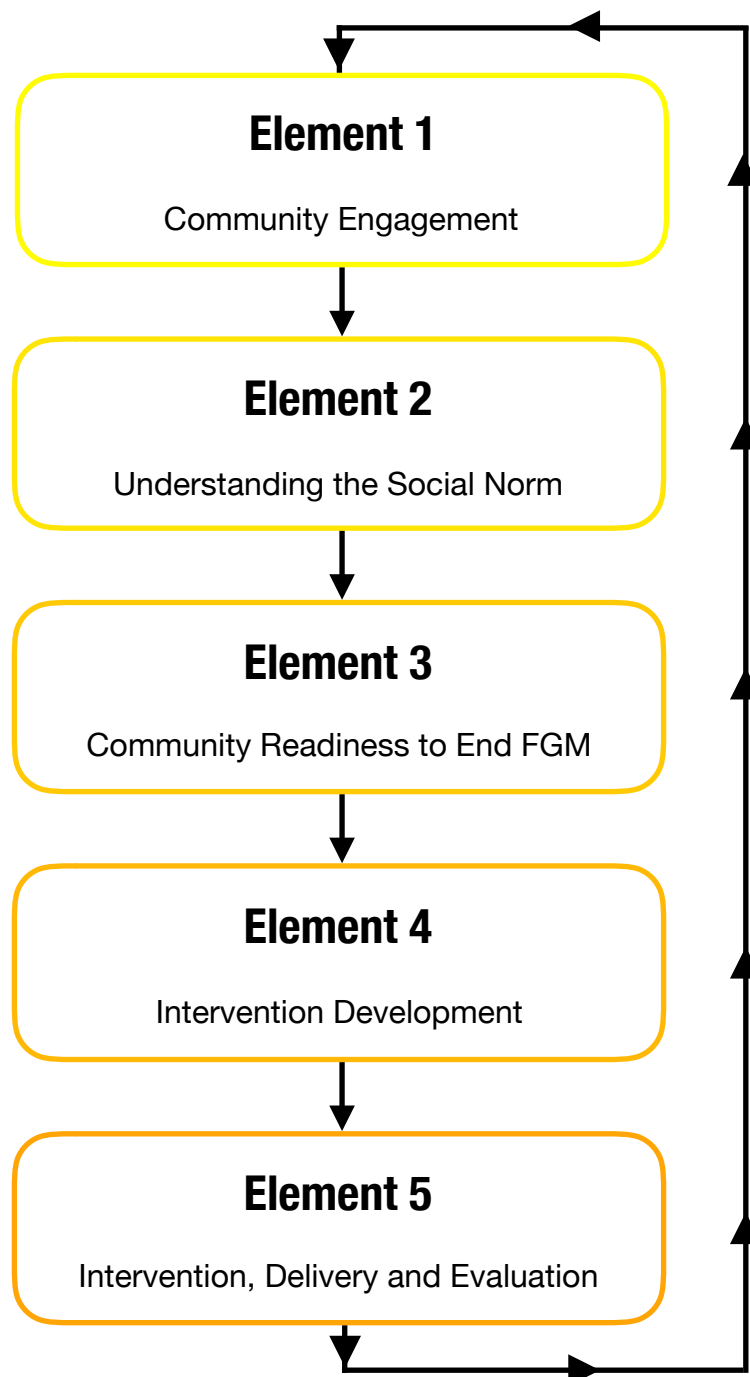 Element 1
Community Engagement
Element 2
Understanding the Social Norm
Element 3
Community Readiness to End FGM
Element 4
Intervention Development
Element 5
Intervention, Delivery and Evaluation